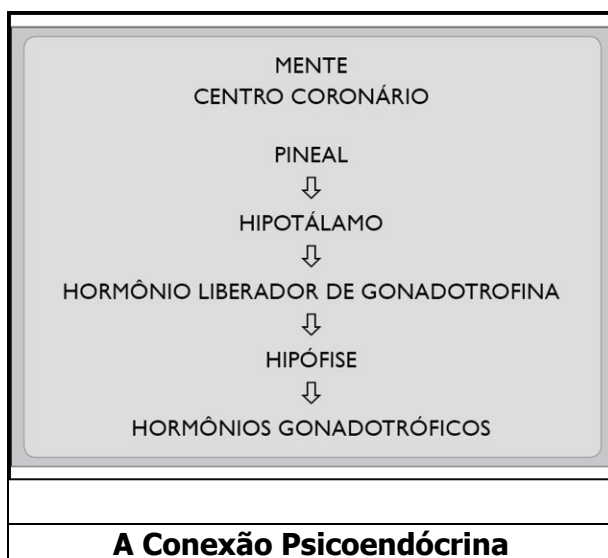 MENTE
CENTRO CORONÁRIO
PINEAL
⇩
HIPOTÁLAMO
⇩
HORMÔNIO LIBERADOR DE GONADOTROFINA
⇩
HIPÓFISE
⇩
HORMÔNIOS GONADOTRÓFICOS
A Conexão Psicoendócrina